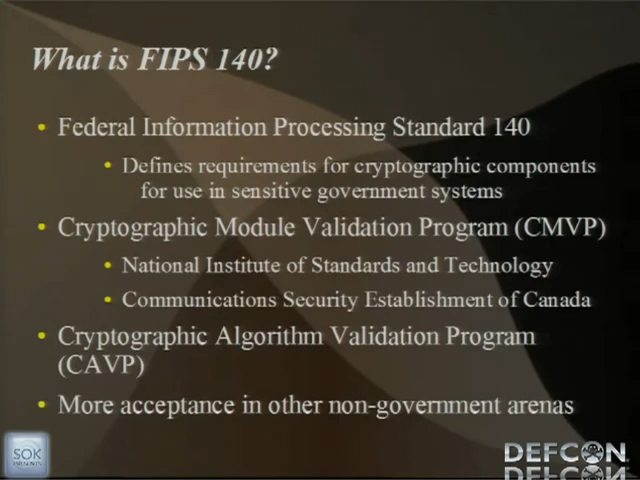 What is FIPS 140?
• Federal Information Processing Standard 140
• Defines requirements for cryptographic components
for use in sensitive government systems
• Cryptographic Module Validation Program (CMVP)
• National Institute of Standards and Technology
• Communications Security Establishment of Canada
• Cryptographic Algorithm Validation Program
(CAVP)
• More acceptance in other non-government arenas
SOK
DEFCON